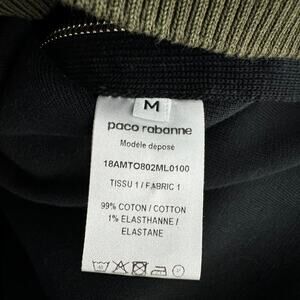 M
paco rabanne
Modèle déposé
18AMTO802ML0100
TISSU 1 / FABRIC 1
99% COTON / COTTON
1% ELASTHANNE /
ELASTANE